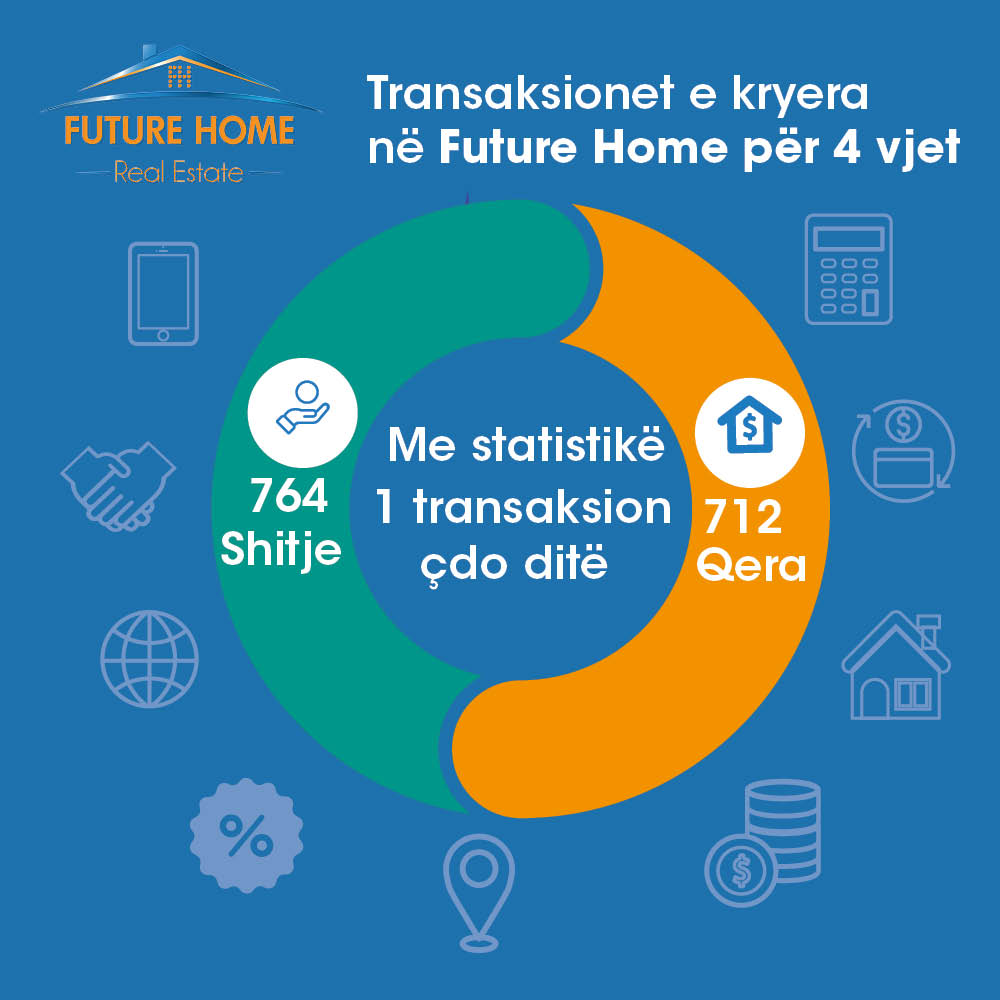 FUTURE HOME
Real Estate
Transaksionet e kryera
në Future Home për 4 vjet
Me statistikë
1 transaksion
çdo ditë
764
Shitje
712
Qera